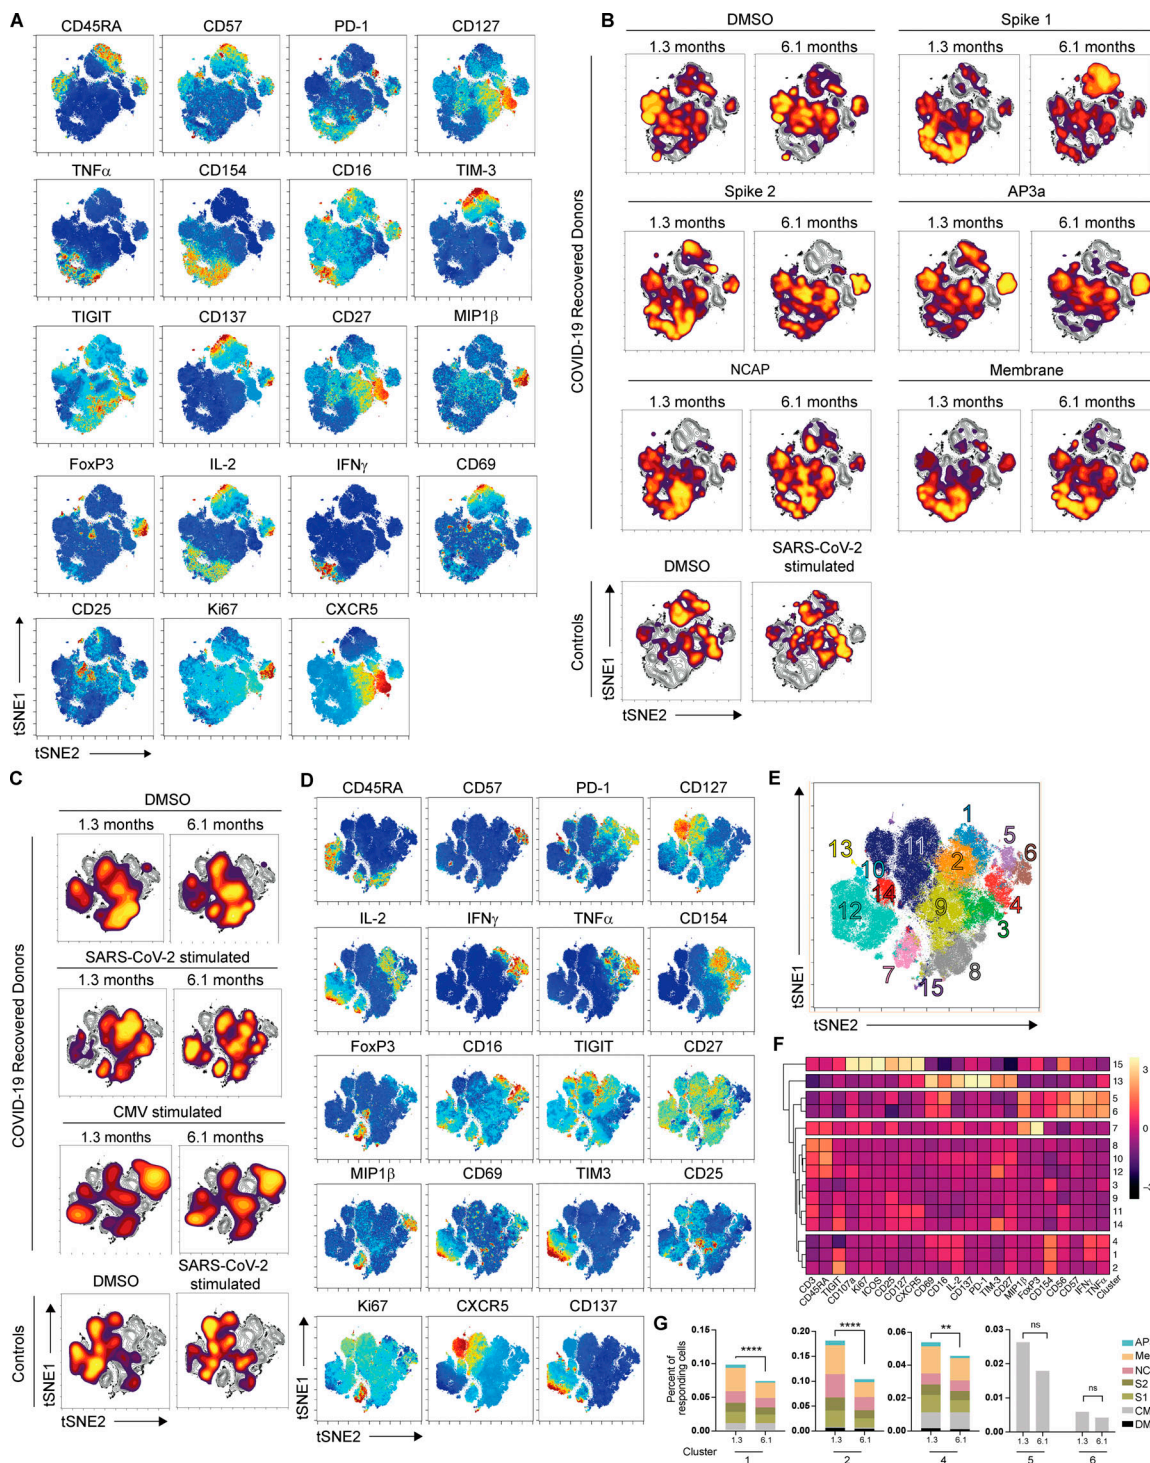 A
CD45RA CD57 PD-1 CD127
TNFα CD154 CD16 TIM-3
TIGIT CD137 CD27 MIP1β
FoxP3 IL-2 IFNγ CD69
CD25 Ki67 CXCR5
tSNE1
tSNE2
B
COVID-19 Recovered Donors
DMSO Spike 1
1.3 months 6.1 months 1.3 months 6.1 months
Spike 2 AP3a
1.3 months 6.1 months 1.3 months 6.1 months
NCAP Membrane
1.3 months 6.1 months 1.3 months 6.1 months
Controls
DMSO SARS-CoV-2
stimulated
tSNE1
tSNE2
C
COVID-19 Recovered Donors
DMSO
1.3 months 6.1 months
SARS-CoV-2 stimulated
1.3 months 6.1 months
CMV stimulated
1.3 months 6.1 months
Controls
DMSO SARS-CoV-2
stimulated
tSNE1
tSNE2
D
CD45RA CD57 PD-1 CD127
IL-2 IFNγ TNFα CD154
FoxP3 CD16 TIGIT CD27
MIP1β CD69 TIM3 CD25
Ki67 CXCR5 CD137
tSNE1
tSNE2
E
1
5
13 11 2 6
10
14 4
12 9 3
7 8
15
tSNE1
tSNE2
F
15
13
5
6
7
8
10
12
3
9
11
14
4
1
2
3
0
-3
CD3 CD45RA TIGIT CD107a Ki67 ICOS CD25 CD127 CXCR5 CD69 CD16 IL-2 CD137 PD-1 TIM-3 CD27 MIP1β FoxP3 CD154 CD56 CD57 IFNγ TNFα Cluster
G
Percent of
responding cells
0.15
0.10
0.05
0.00
****
1.3 6.1
1
0.20
0.15
0.10
0.05
0.00
****
1.3 6.1
2
0.06
0.04
0.02
0.00
**
1.3 6.1
4
0.03
0.02
0.01
0.00
ns
ns
1.3 6.1 1.3 6.1
5 6
Cluster
AP
Me
NC
S2
S1
CM
DM